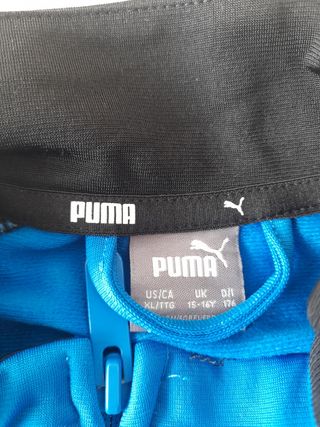 PUMA
PUMA
US/CA UK D/I
XL/TTG 15-16Y 176